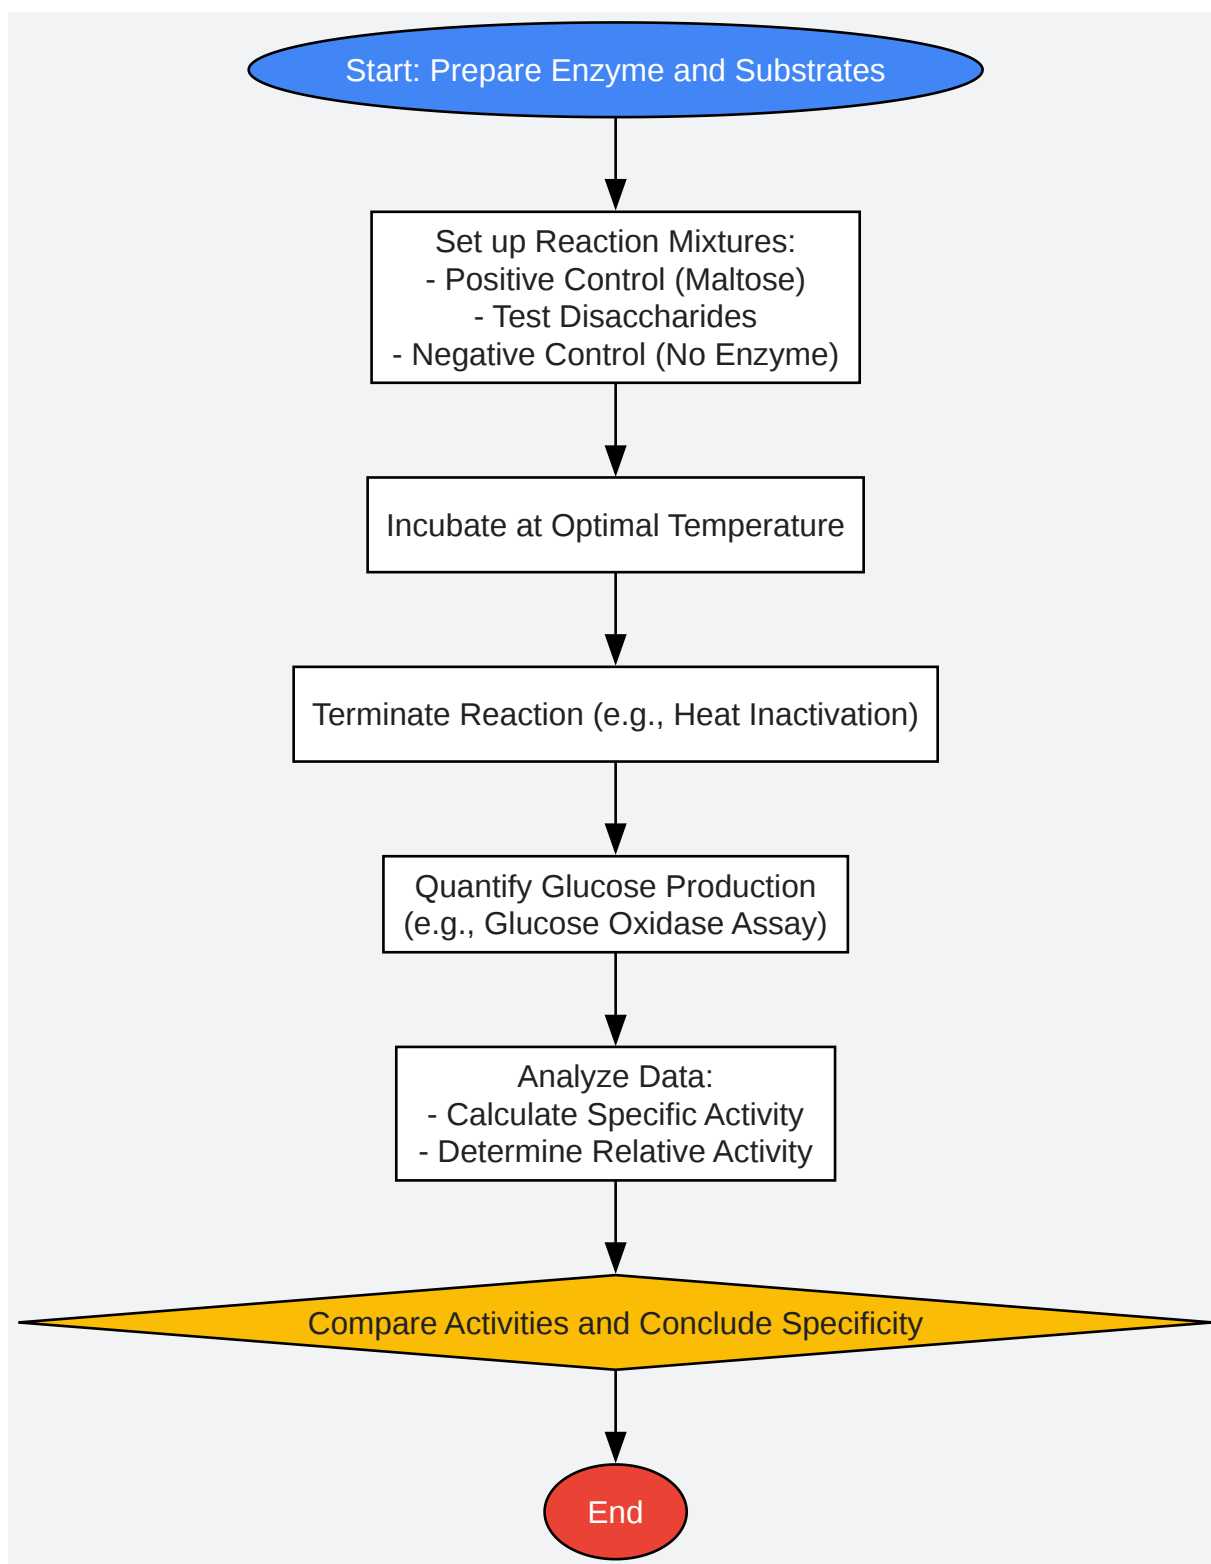 Start: Prepare Enzyme and Substrates
Set up Reaction Mixtures:
- Positive Control (Maltose)
- Test Disaccharides
- Negative Control (No Enzyme)
Incubate at Optimal Temperature
Terminate Reaction (e.g., Heat Inactivation)
Quantify Glucose Production
(e.g., Glucose Oxidase Assay)
Analyze Data:
- Calculate Specific Activity
- Determine Relative Activity
Compare Activities and Conclude Specificity
End